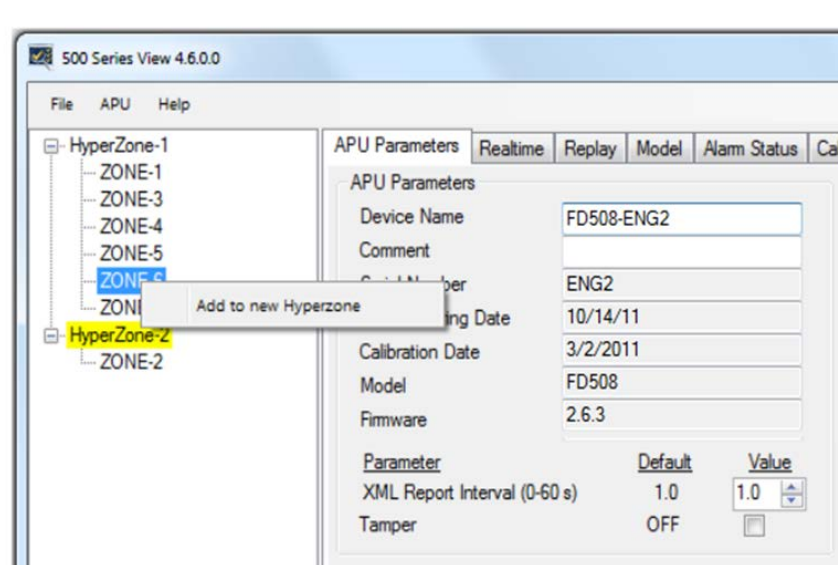 500 Series View 4.6.0.0
File APU Help
HyperZone-1
ZONE-1
ZONE-3
ZONE-4
ZONE-5
ZONE-6
HyperZone-2
ZONE-2
Add to new Hyperzone
APU Parameters Realtime Replay Model Alarm Status
APU Parameters
Device Name FD508-ENG2
Comment
ENG2
Date 10/14/11
Calibration Date 3/2/2011
Model FD508
Firmware 2.6.3
Parameter Default Value
XML Report Interval (0-60 s) 1.0 1.0
Tamper OFF